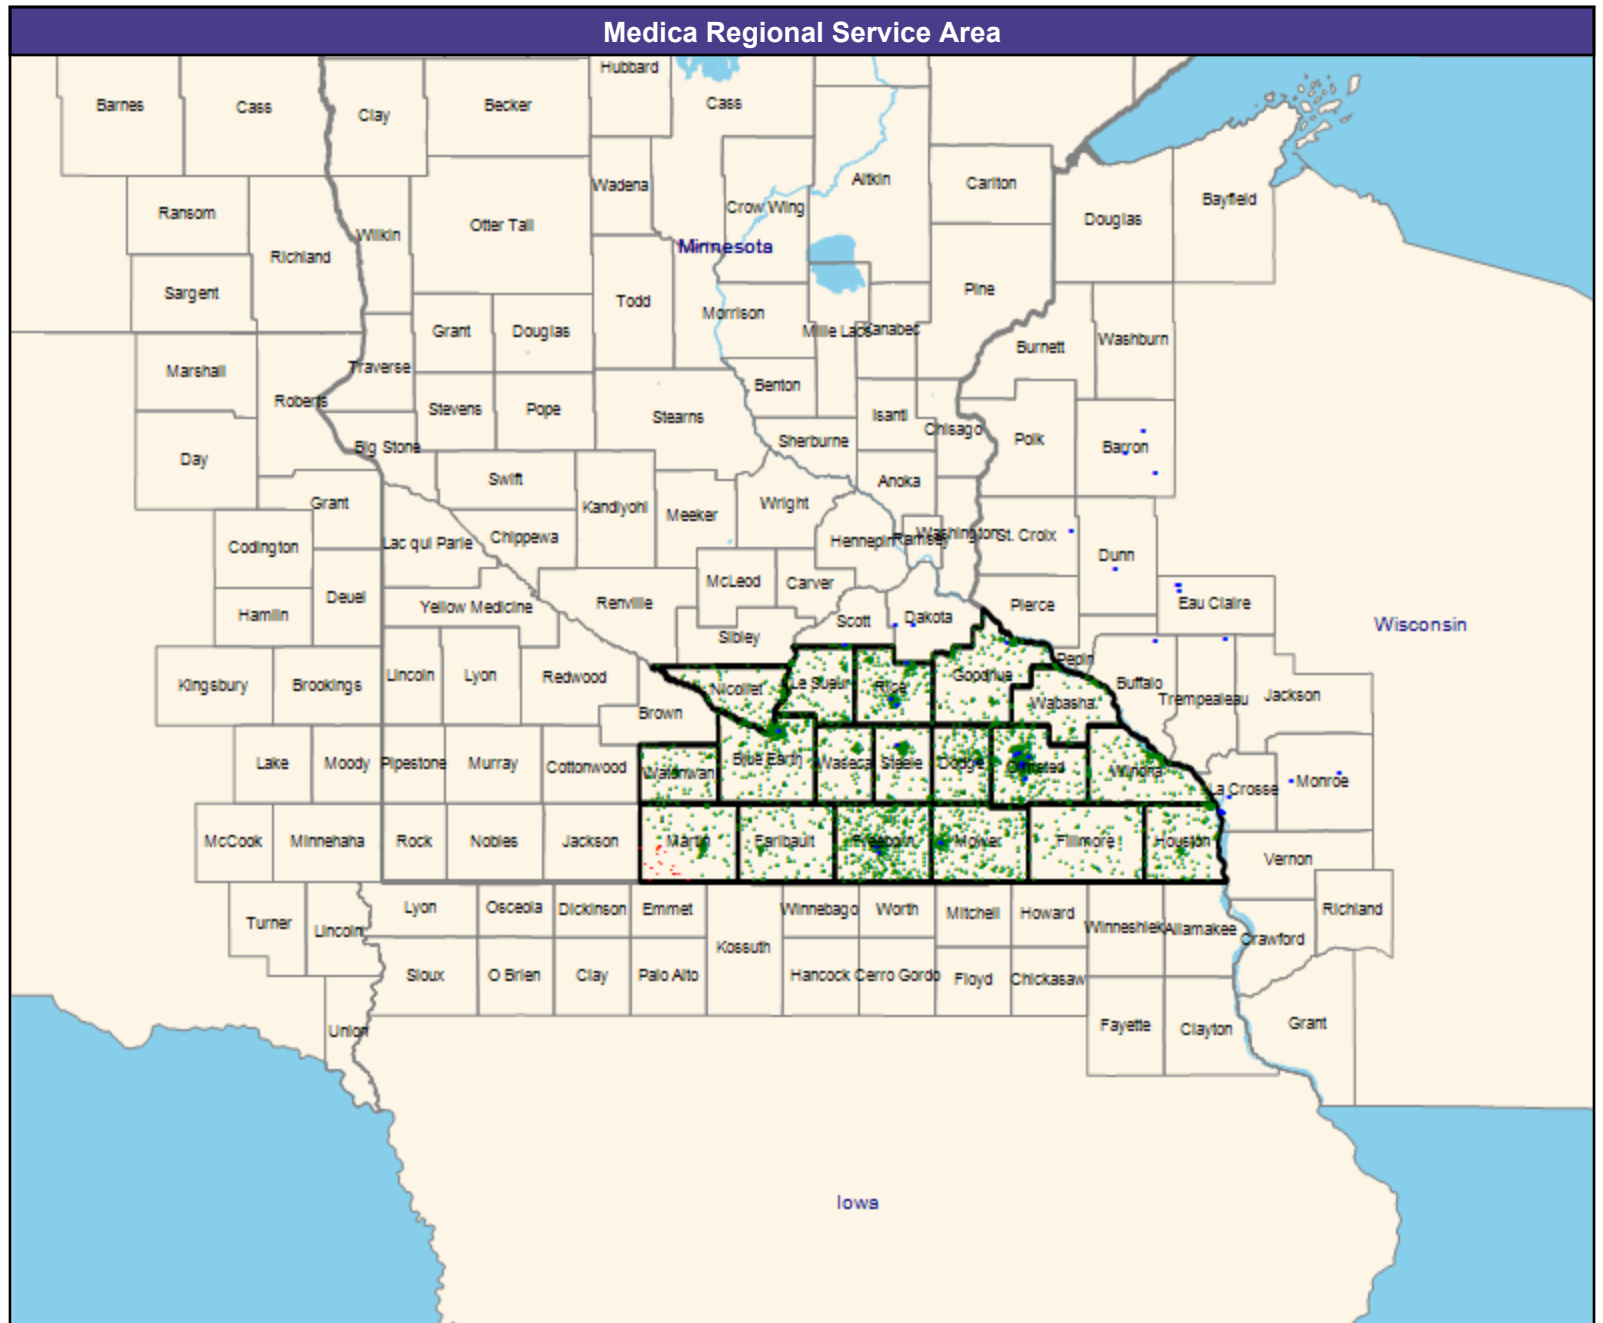 Medica Regional Service Area
Hubbard
Barnes
Cass
Clay
Becker
Cass
Wadena
Crow Wing
Aitkin
Carlton
Ransom
Wilkin
Otter Tail
Douglas
Bayfield
Richland
Minnesota
Sargent
Todd
Morrison
Pine
Grant
Douglas
Mille Lacs
Kanabec
Burnett
Washburn
Marshall
Traverse
Roberts
Stevens
Pope
Stearns
Benton
Isanti
Chisago
Polk
Barron
Day
Big Stone
Sherburne
Swift
Anoka
Grant
Kandiyohi
Meeker
Wright
Codington
Lac qui Parle
Chippewa
Hennepin
Ramsey
Washington
St. Croix
Dunn
Hamlin
Deuel
Yellow Medicine
Renville
McLeod
Carver
Scott
Dakota
Pierce
Eau Claire
Sibley
Wisconsin
Kingsbury
Brookings
Lincoln
Lyon
Redwood
Nicollet
Le Sueur
Rice
Goodhue
Pepin
Buffalo
Trempealeau
Jackson
Brown
Wabasha
Lake
Moody
Pipestone
Murray
Cottonwood
Watonwan
Blue Earth
Waseca
Steele
Dodge
Olmsted
Winona
La Crosse
Monroe
McCook
Minnehaha
Rock
Nobles
Jackson
Martin
Faribault
Freeborn
Mower
Fillmore
Houston
Vernon
Turner
Lincoln
Lyon
Osceola
Dickinson
Emmet
Kossuth
Winnebago
Worth
Mitchell
Howard
Winneshiek
Allamakee
Crawford
Richland
Sioux
O Brien
Clay
Palo Alto
Hancock
Cerro Gordo
Floyd
Chickasaw
Union
Fayette
Clayton
Grant
Iowa